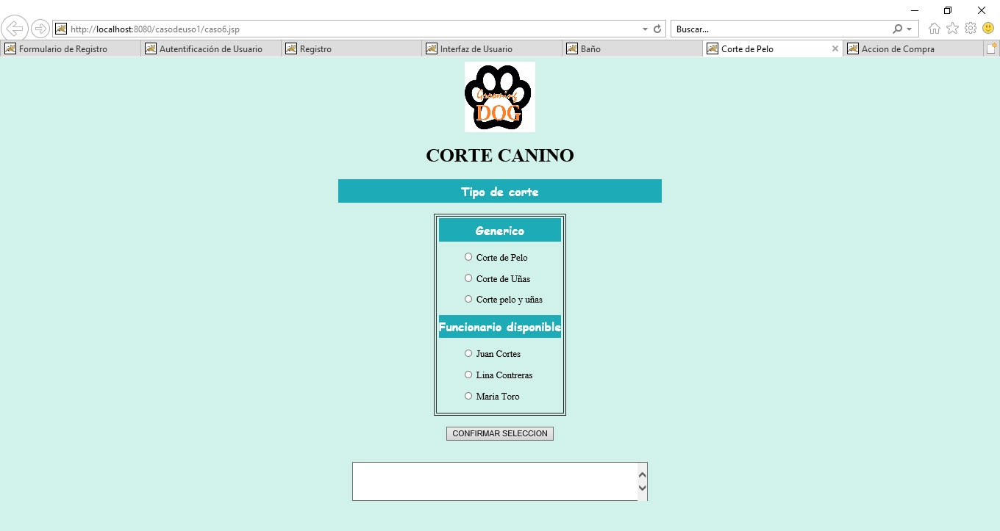 http://localhost:8080/casodeuso1/caso6.jsp
Buscar...
Formulario de Registro
Autentificación de Usuario
Registro
Interfaz de Usuario
Baño
Corte de Pelo
Accion de Compra
Grooming
DOG
CORTE CANINO
Tipo de corte
Generico
Corte de Pelo
Corte de Uñas
Corte pelo y uñas
Funcionario disponible
Juan Cortes
Lina Contreras
Maria Toro
CONFIRMAR SELECCION